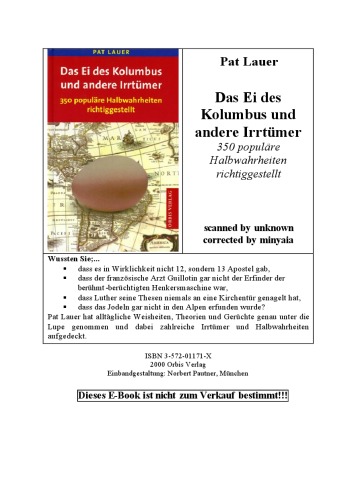 PAT LAUER
Das Ei des Kolumbus
und andere Irrtümer
350 populäre Halbwahrheiten
richtiggestellt
ORBIS VERLAG
Pat Lauer
Das Ei des
Kolumbus und
andere Irrtümer
350 populäre
Halbwahrheiten
richtiggestellt
scanned by unknown
corrected by minyaia
Wussten Sie;...
▪ dass es in Wirklichkeit nicht 12, sondern 13 Apostel gab,
▪ dass der französische Arzt Guillotin gar nicht der Erfinder der
berühmt-berüchtigten Henkersmaschine war,
▪ dass Luther seine Thesen niemals an eine Kirchentür genagelt hat,
▪ dass das Jodeln gar nicht in den Alpen erfunden wurde?
Pat Lauer hat alltägliche Weisheiten, Theorien und Gerüchte genau unter die
Lupe genommen und dabei zahlreiche Irrtümer und Halbwahrheiten
aufgedeckt.
ISBN 3-572-01171-X
2000 Orbis Verlag
Einbandgestaltung: Norbert Pautner, München
Dieses E-Book ist nicht zum Verkauf bestimmt!!!